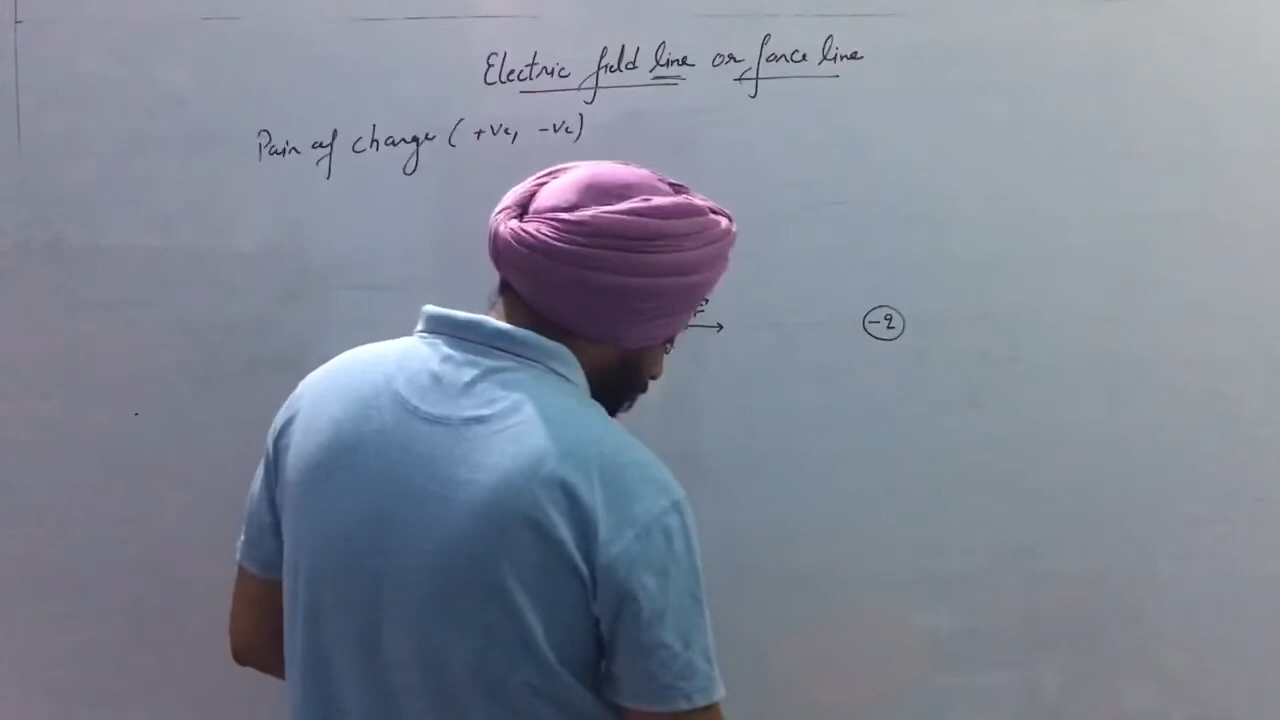 Electric field line or force line
Pair of charge (+ve, -ve)
-q